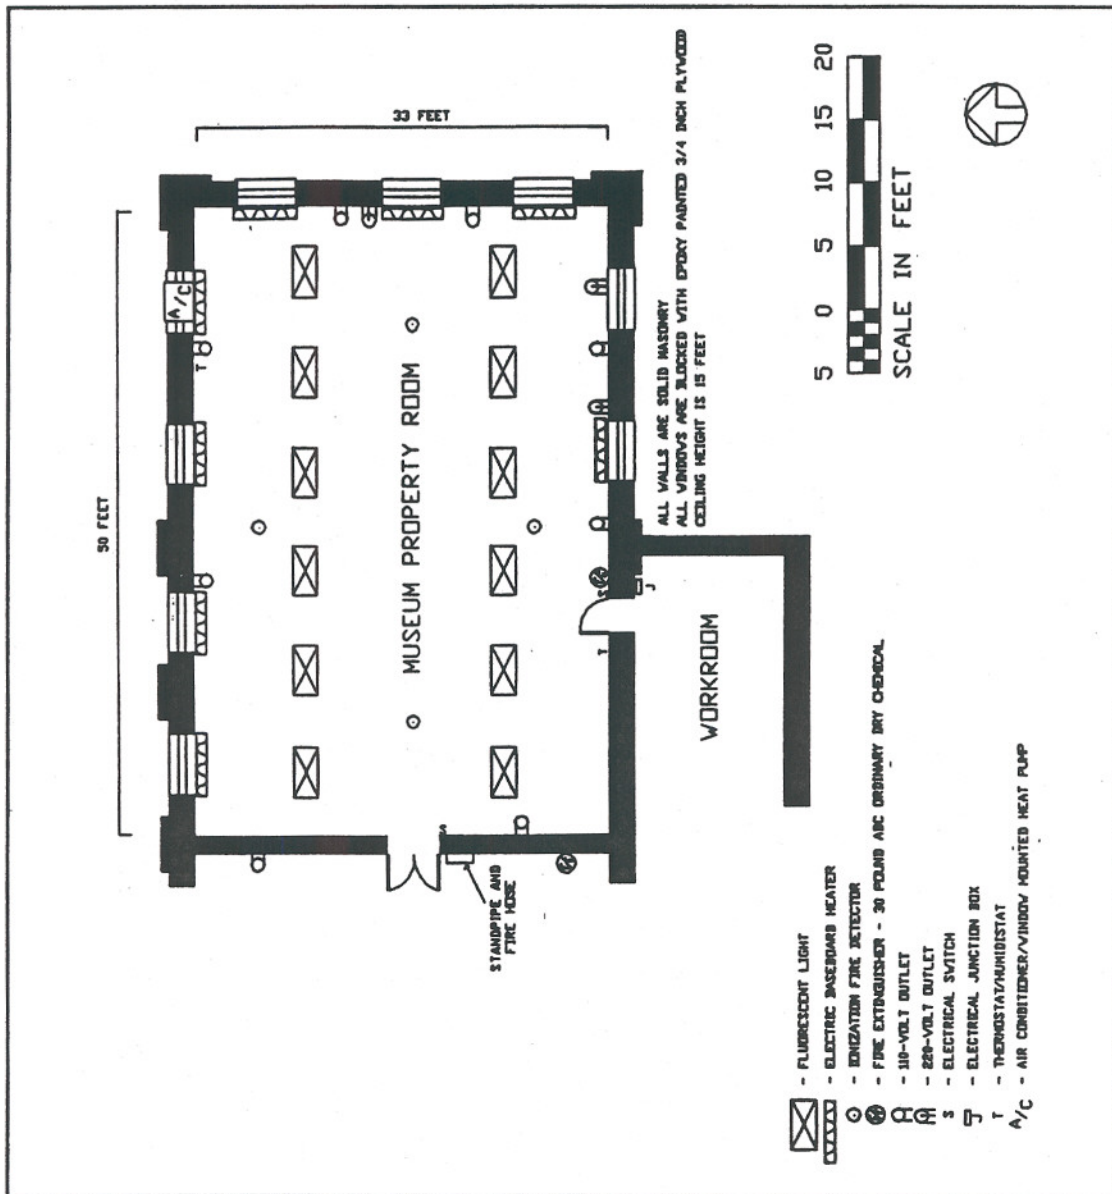 50 FEET
33 FEET
A/C
T
MUSEUM PROPERTY ROOM
ALL WALLS ARE SOLID MASONRY
ALL WINDOWS ARE BLOCKED WITH EPOXY PAINTED 3/4 INCH PLYWOOD
CEILING HEIGHT IS 15 FEET
S
S
J
T
WORKROOM
STANDPIPE AND
FIRE HOSE
5 0 5 10 15 20
SCALE IN FEET
- FLUORESCENT LIGHT
- ELECTRIC BASEBOARD HEATER
- IONIZATION FIRE DETECTOR
- FIRE EXTINGUISHER - 30 POUND ABC ORDINARY DRY CHEMICAL
- 110-VOLT OUTLET
- 220-VOLT OUTLET
S - ELECTRICAL SWITCH
J - ELECTRICAL JUNCTION BOX
T - THERMOSTAT/HUMIDISTAT
A/C - AIR CONDITIONER/WINDOW MOUNTED HEAT PUMP